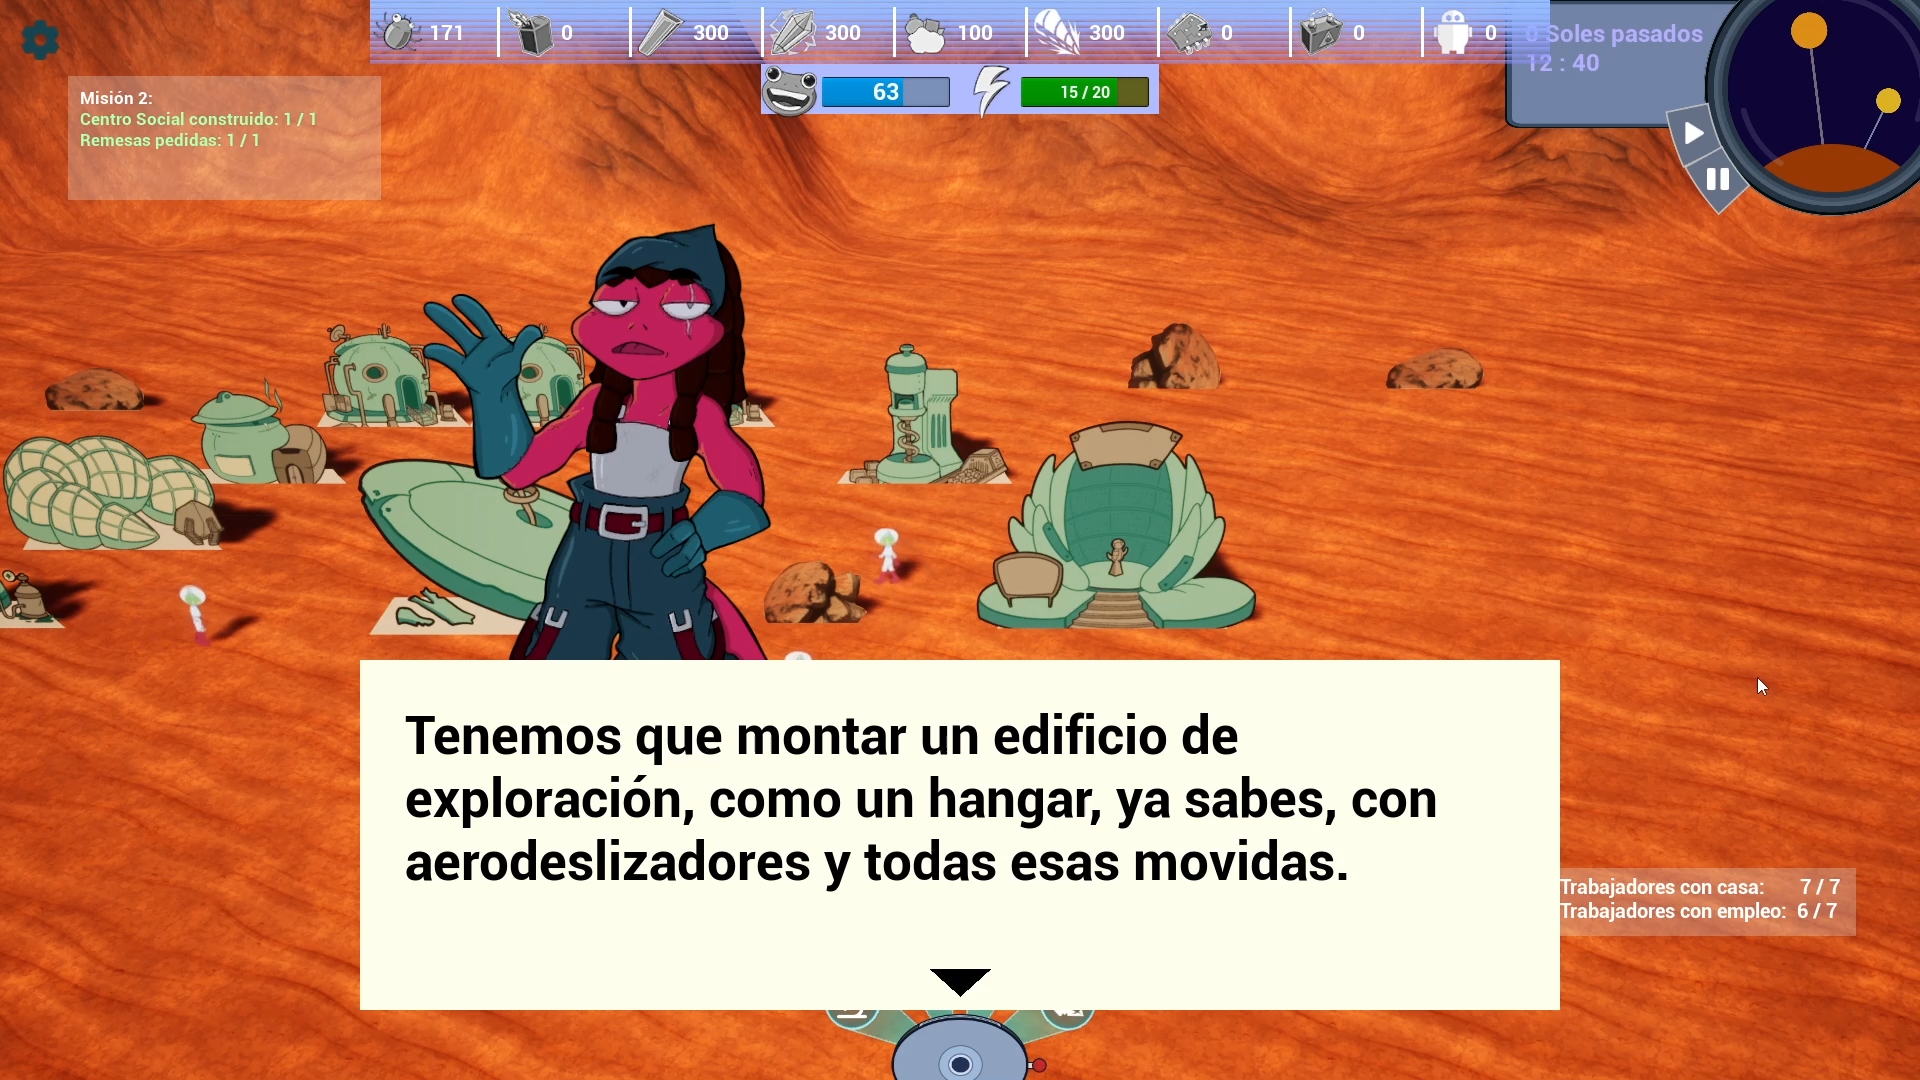 171
0
300
300
100
300
0
0
0
0 Soles pasados
12 : 40
63
15 / 20
Misión 2:
Centro Social construido: 1 / 1
Remesas pedidas: 1 / 1
Tenemos que montar un edificio de
exploración, como un hangar, ya sabes, con
aerodeslizadores y todas esas movidas.
Trabajadores con casa: 7 / 7
Trabajadores con empleo: 6 / 7